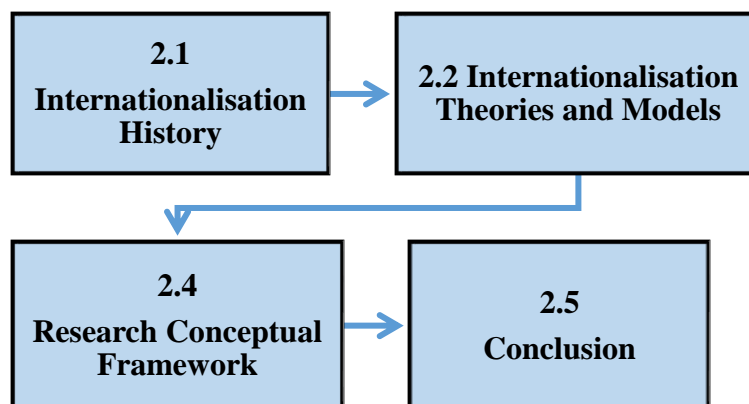 2.1
Internationalisation
History
2.2 Internationalisation
Theories and Models
2.4
Research Conceptual
Framework
2.5
Conclusion